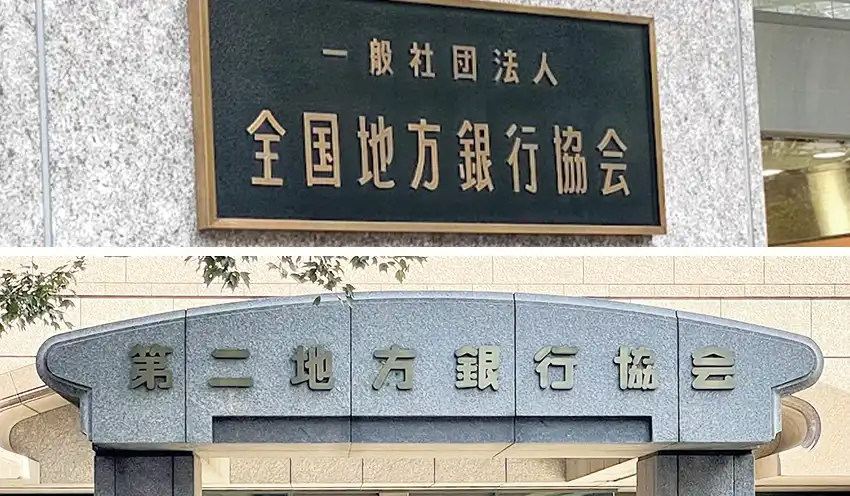 一般社団法人
全国地方銀行協会
第二地方銀行協会